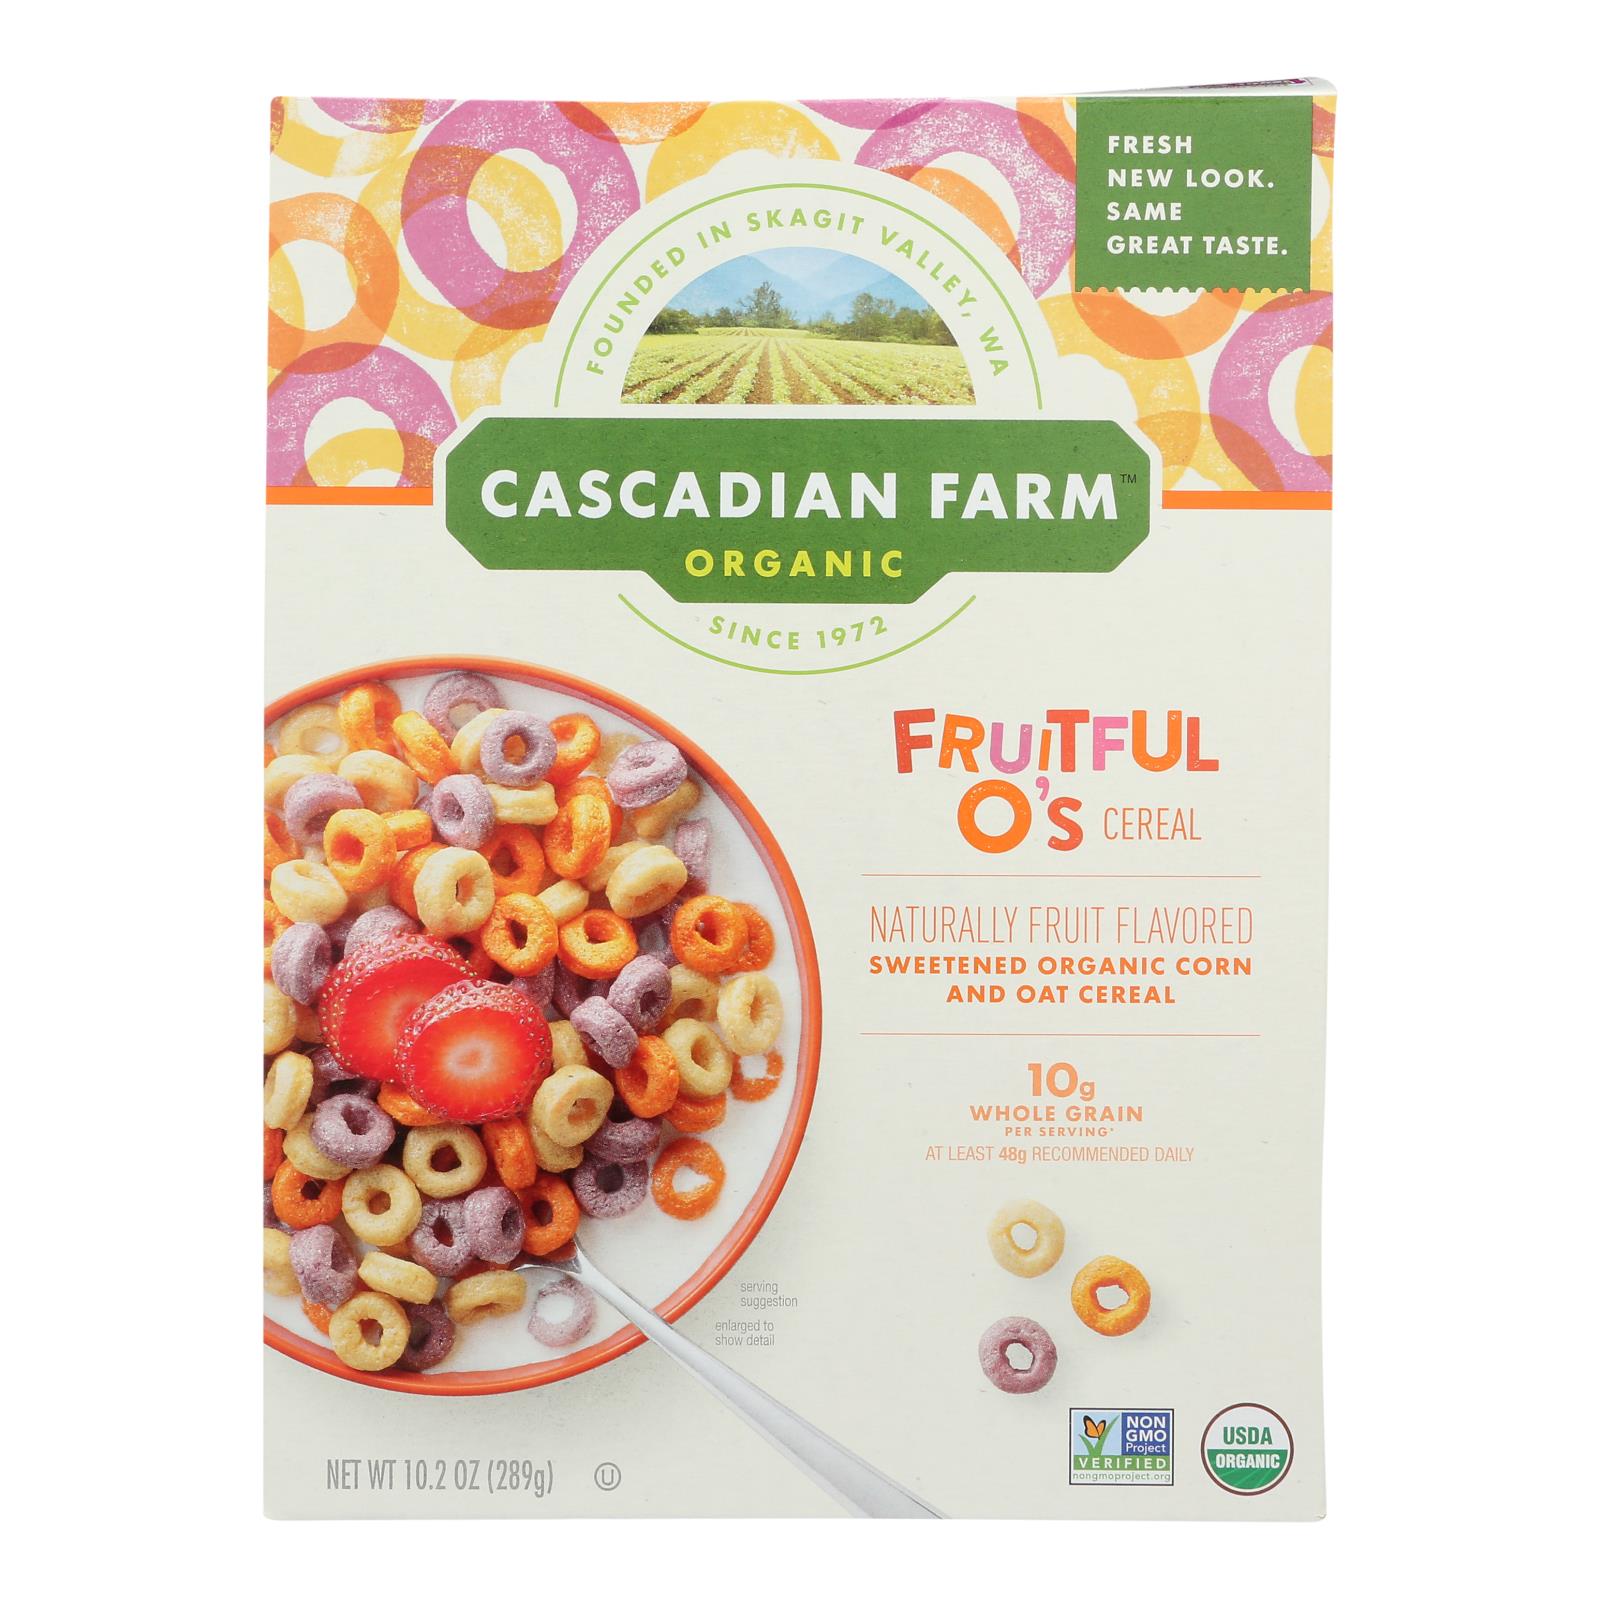 FRESH
NEW LOOK.
SAME
GREAT TASTE.
FOUNDED IN SKAGIT VALLEY, WA
CASCADIAN FARM™
ORGANIC
SINCE 1972
FRUiTFUL
O'S CEREAL
NATURALLY FRUIT FLAVORED
SWEETENED ORGANIC CORN
AND OAT CEREAL
10g
WHOLE GRAIN
PER SERVING*
AT LEAST 48g RECOMMENDED DAILY
serving
suggestion
enlarged to
show detail
NET WT 10.2 OZ (289g)
U
NON
GMO
Project
VERIFIED
nongmoproject.org
USDA
ORGANIC